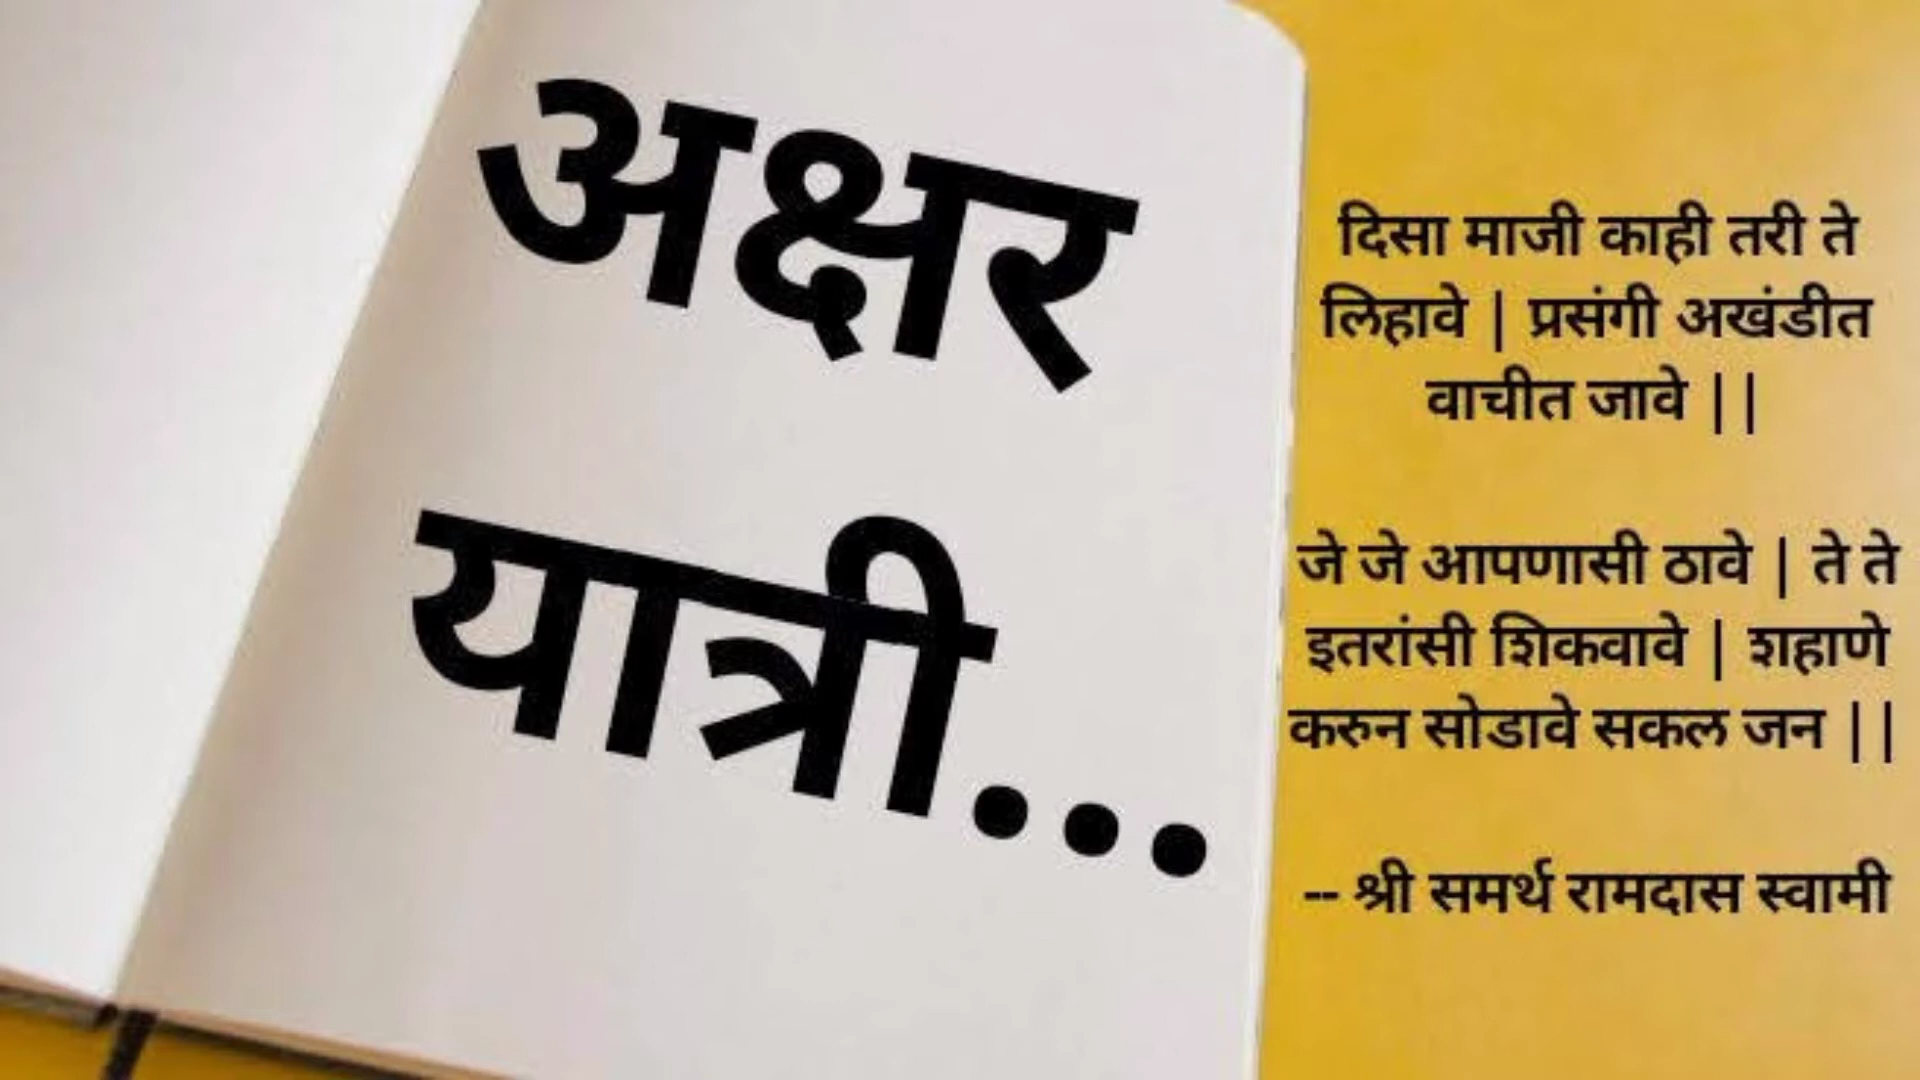 अक्षर
यात्री...
दिसा माजी काही तरी ते
लिहावे | प्रसंगी अखंडीत
वाचीत जावे ||
जे जे आपणासी ठावे | ते ते
इतरांसी शिकवावे | शहाणे
करुन सोडावे सकल जन ||
-- श्री समर्थ रामदास स्वामी